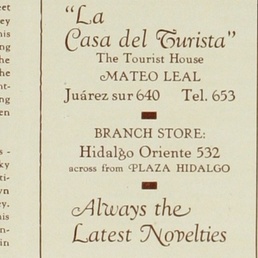 "La
Casa del Turista"
The Tourist House
MATEO LEAL
Juárez sur 640 Tel. 653
BRANCH STORE:
Hidalgo Oriente 532
across from PLAZA HIDALGO
Always the
Latest Novelties